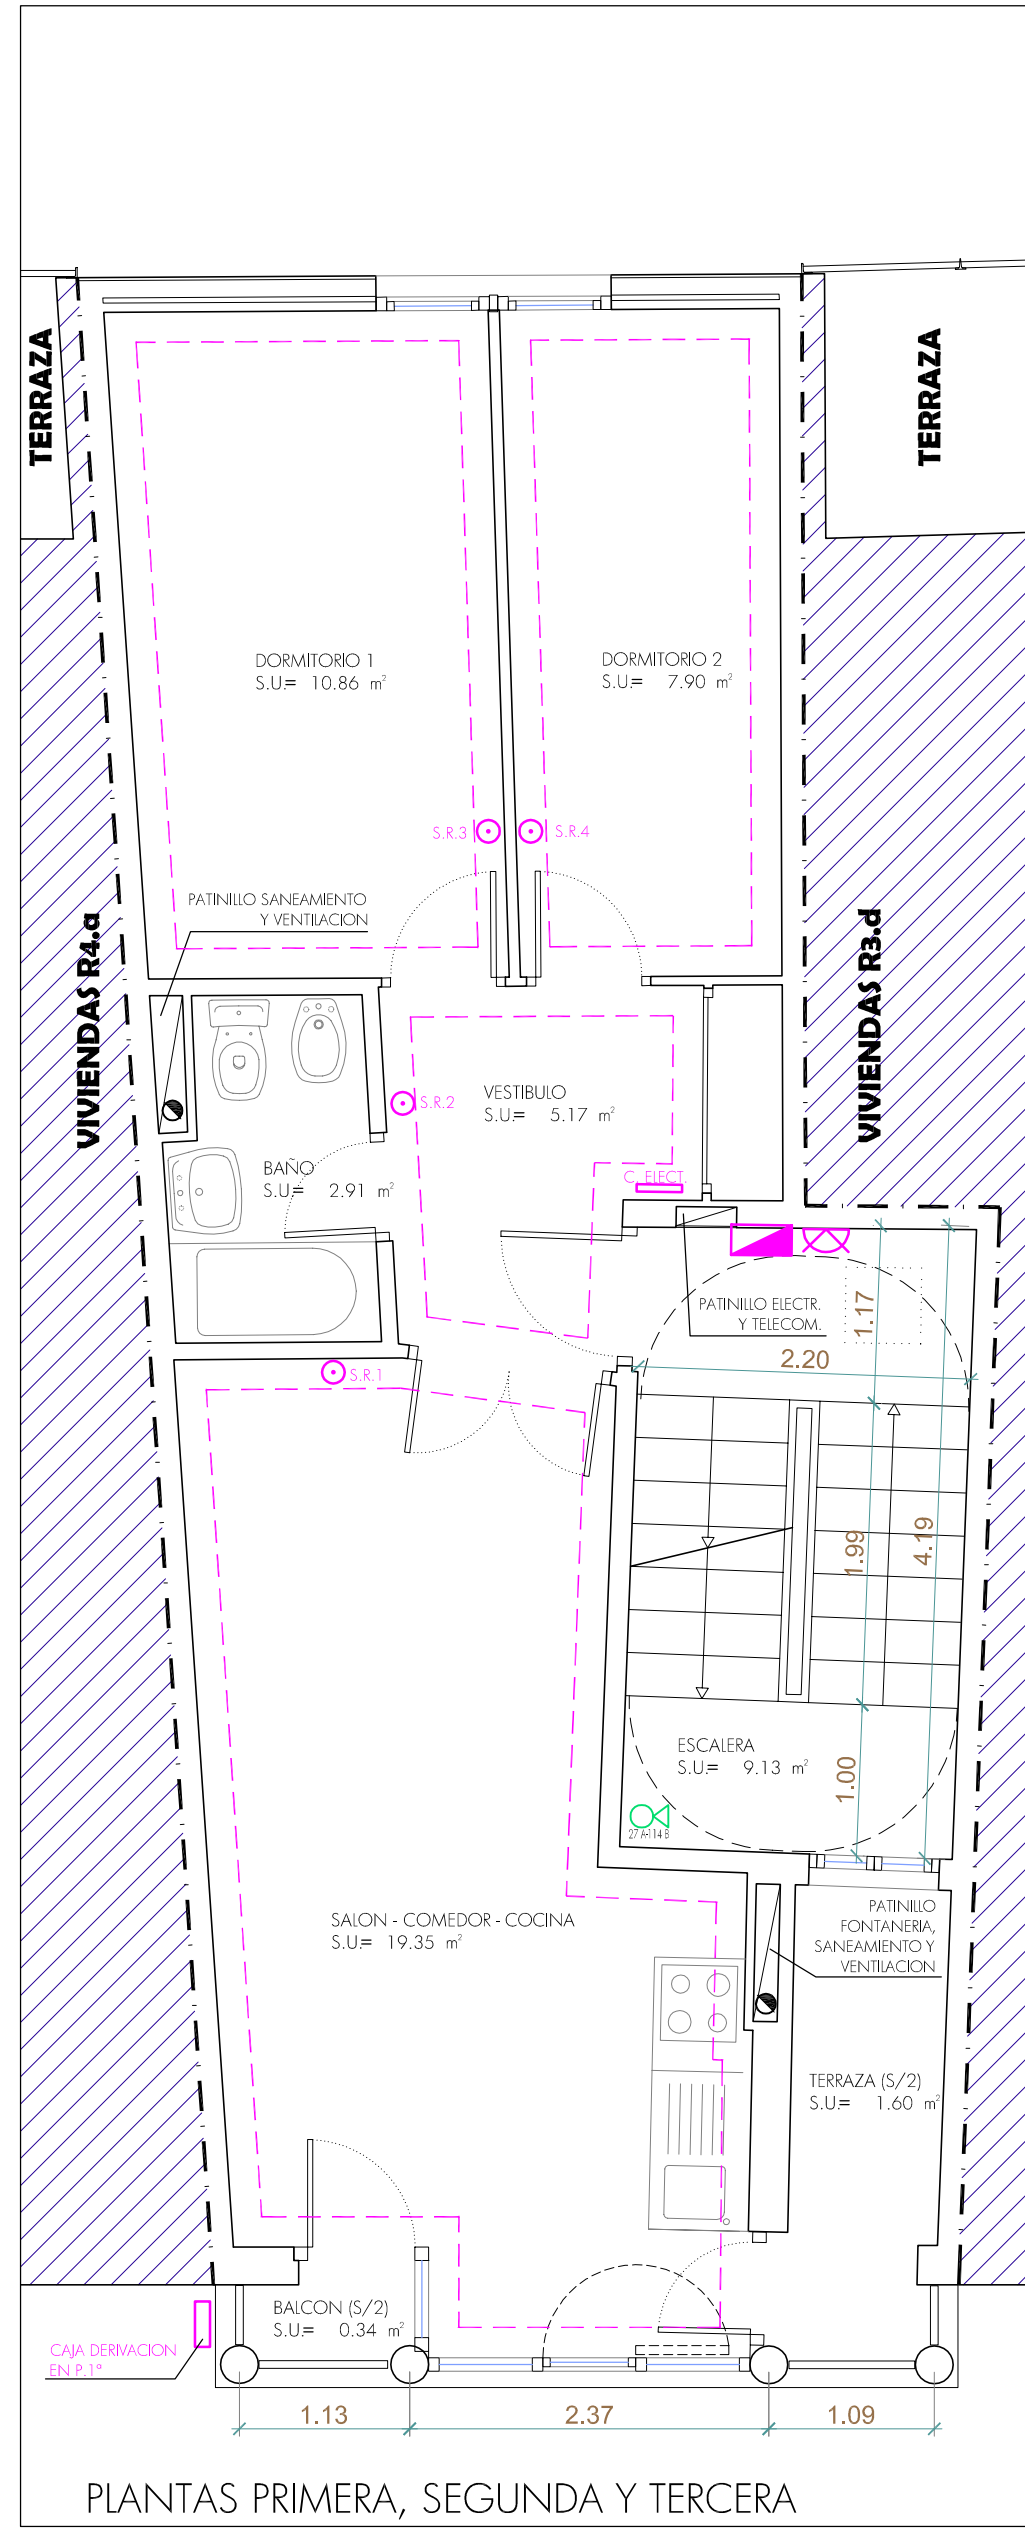 TERRAZA
TERRAZA
DORMITORIO 1
S.U.= 10.86 m²
DORMITORIO 2
S.U.= 7.90 m²
S.R.3
S.R.4
PATINILLO SANEAMIENTO
Y VENTILACION
VIVIENDAS R4.a
VIVIENDAS R3.d
VESTIBULO
S.U.= 5.17 m²
S.R.2
BAÑO
S.U.= 2.91 m²
C. ELECT.
PATINILLO ELECTR.
Y TELECOM.
1.17
2.20
S.R.1
1.99
4.19
ESCALERA
S.U.= 9.13 m²
1.00
27 A-114 B
SALON - COMEDOR - COCINA
S.U.= 19.35 m²
PATINILLO
FONTANERIA,
SANEAMIENTO Y
VENTILACION
TERRAZA (S/2)
S.U.= 1.60 m²
BALCON (S/2)
S.U.= 0.34 m²
CAJA DERIVACION
EN P.1ª
1.13
2.37
1.09
PLANTAS PRIMERA, SEGUNDA Y TERCERA